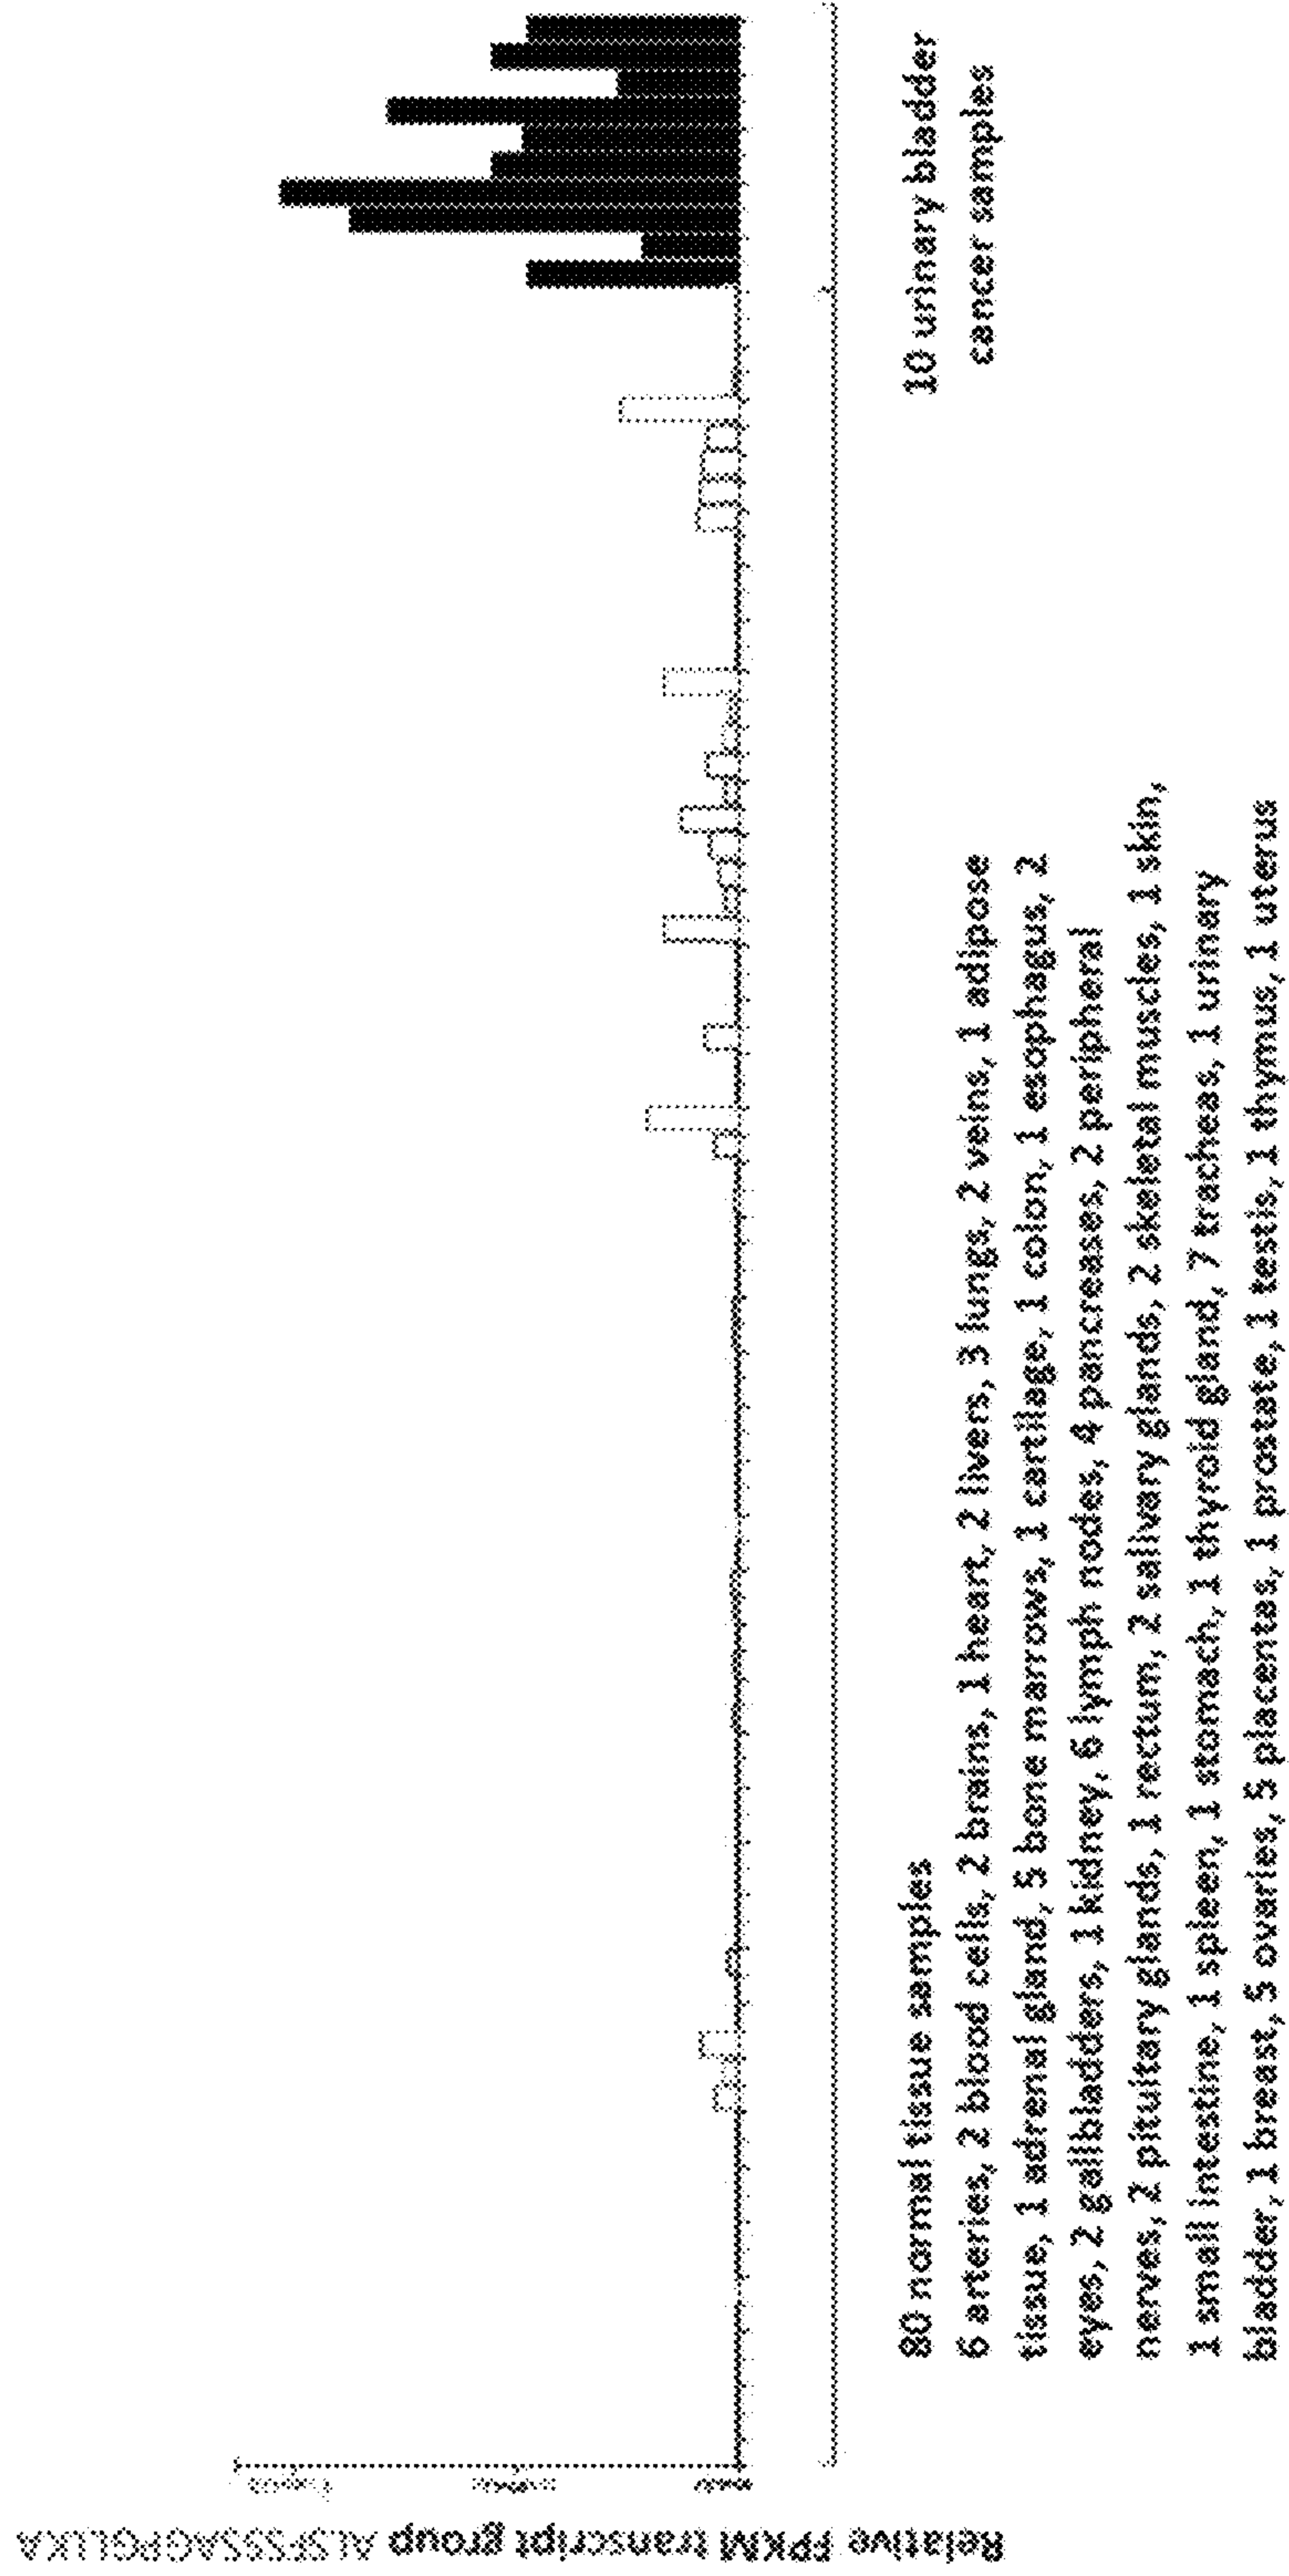 Relative FPKM transcript group ALSFSSSAGPGLLKA
80 normal tissue samples
6 arteries, 2 blood cells, 2 brains, 1 heart, 2 livers, 3 lungs, 2 veins, 1 adipose
tissue, 1 adrenal gland, 5 bone marrows, 1 cartilage, 1 colon, 1 esophagus, 2
eyes, 2 gallbladders, 1 kidney, 6 lymph nodes, 4 pancreases, 2 peripheral
nerves, 2 pituitary glands, 1 rectum, 2 salivary glands, 2 skeletal muscles, 1 skin,
1 small intestine, 1 spleen, 1 stomach, 1 thyroid gland, 7 tracheas, 1 urinary
bladder, 1 breast, 5 ovaries, 5 placentas, 1 prostate, 1 testis, 1 thymus, 1 uterus
10 urinary bladder
cancer samples